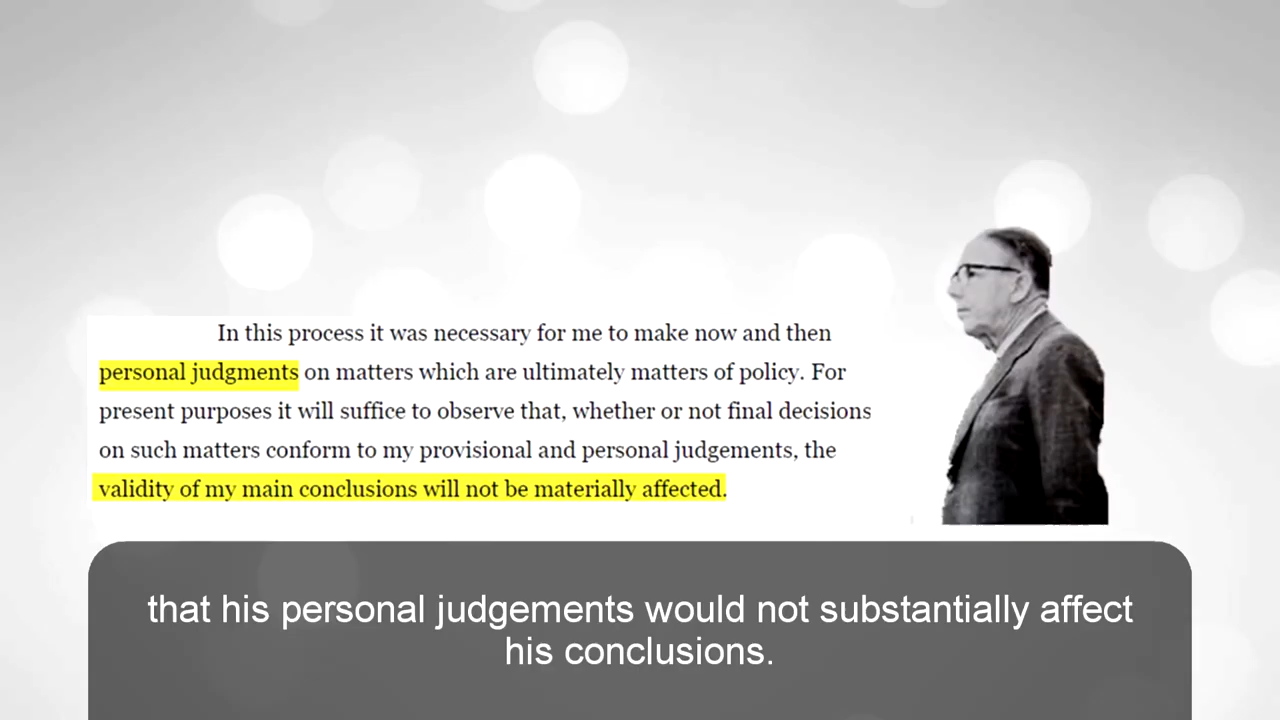 In this process it was necessary for me to make now and then
personal judgments on matters which are ultimately matters of policy. For
present purposes it will suffice to observe that, whether or not final decisions
on such matters conform to my provisional and personal judgements, the
validity of my main conclusions will not be materially affected.
that his personal judgements would not substantially affect
his conclusions.